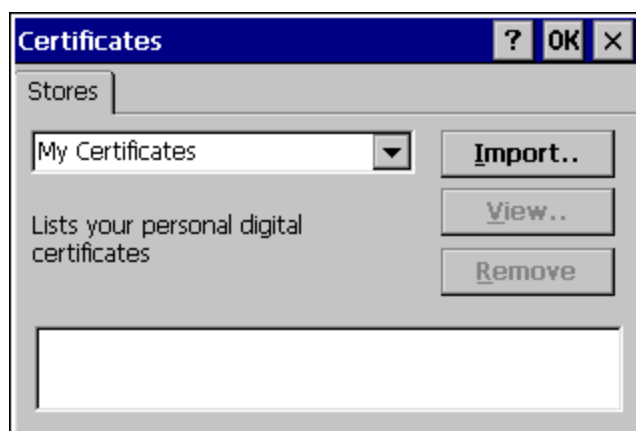 Certificates ? OK ×
Stores
My Certificates
Import..
View..
Lists your personal digital
certificates
Remove